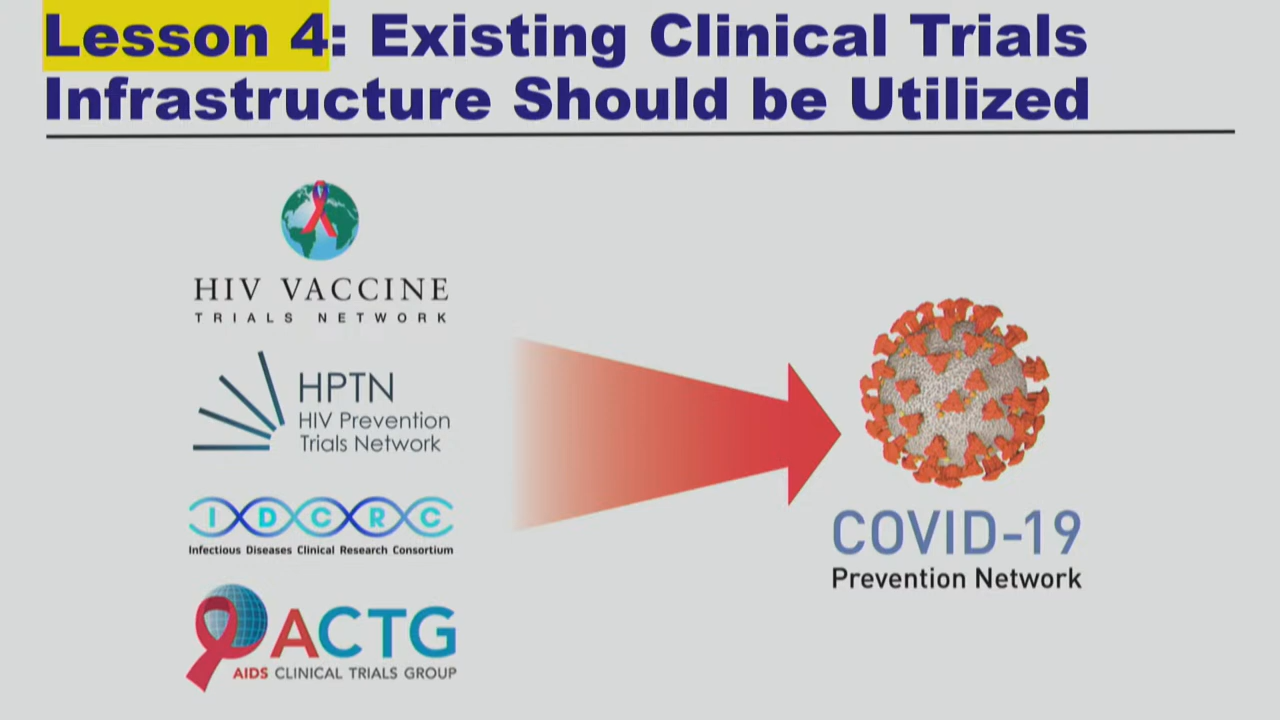 Lesson 4: Existing Clinical Trials
Infrastructure Should be Utilized
HIV VACCINE
TRIALS NETWORK
HPTN
HIV Prevention
Trials Network
IDCRC
Infectious Diseases Clinical Research Consortium
ACTG
AIDS CLINICAL TRIALS GROUP
COVID-19
Prevention Network